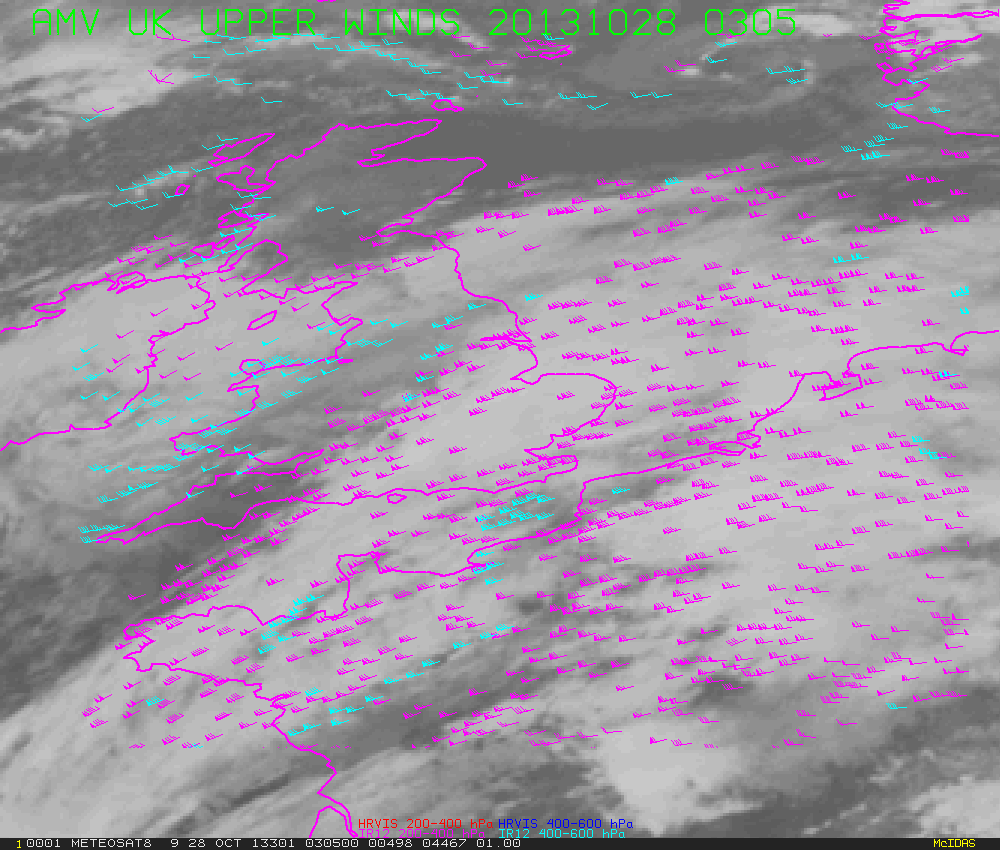 AMV UK UPPER WINDS 20131028 0305
HRVIS 200-400 hPa HRVIS 400-600 hPa
IR12 400-600 hPa
10001 METEOSAT8 9 28 OCT 13301 030500 00498 04467 01.00 McIDAS